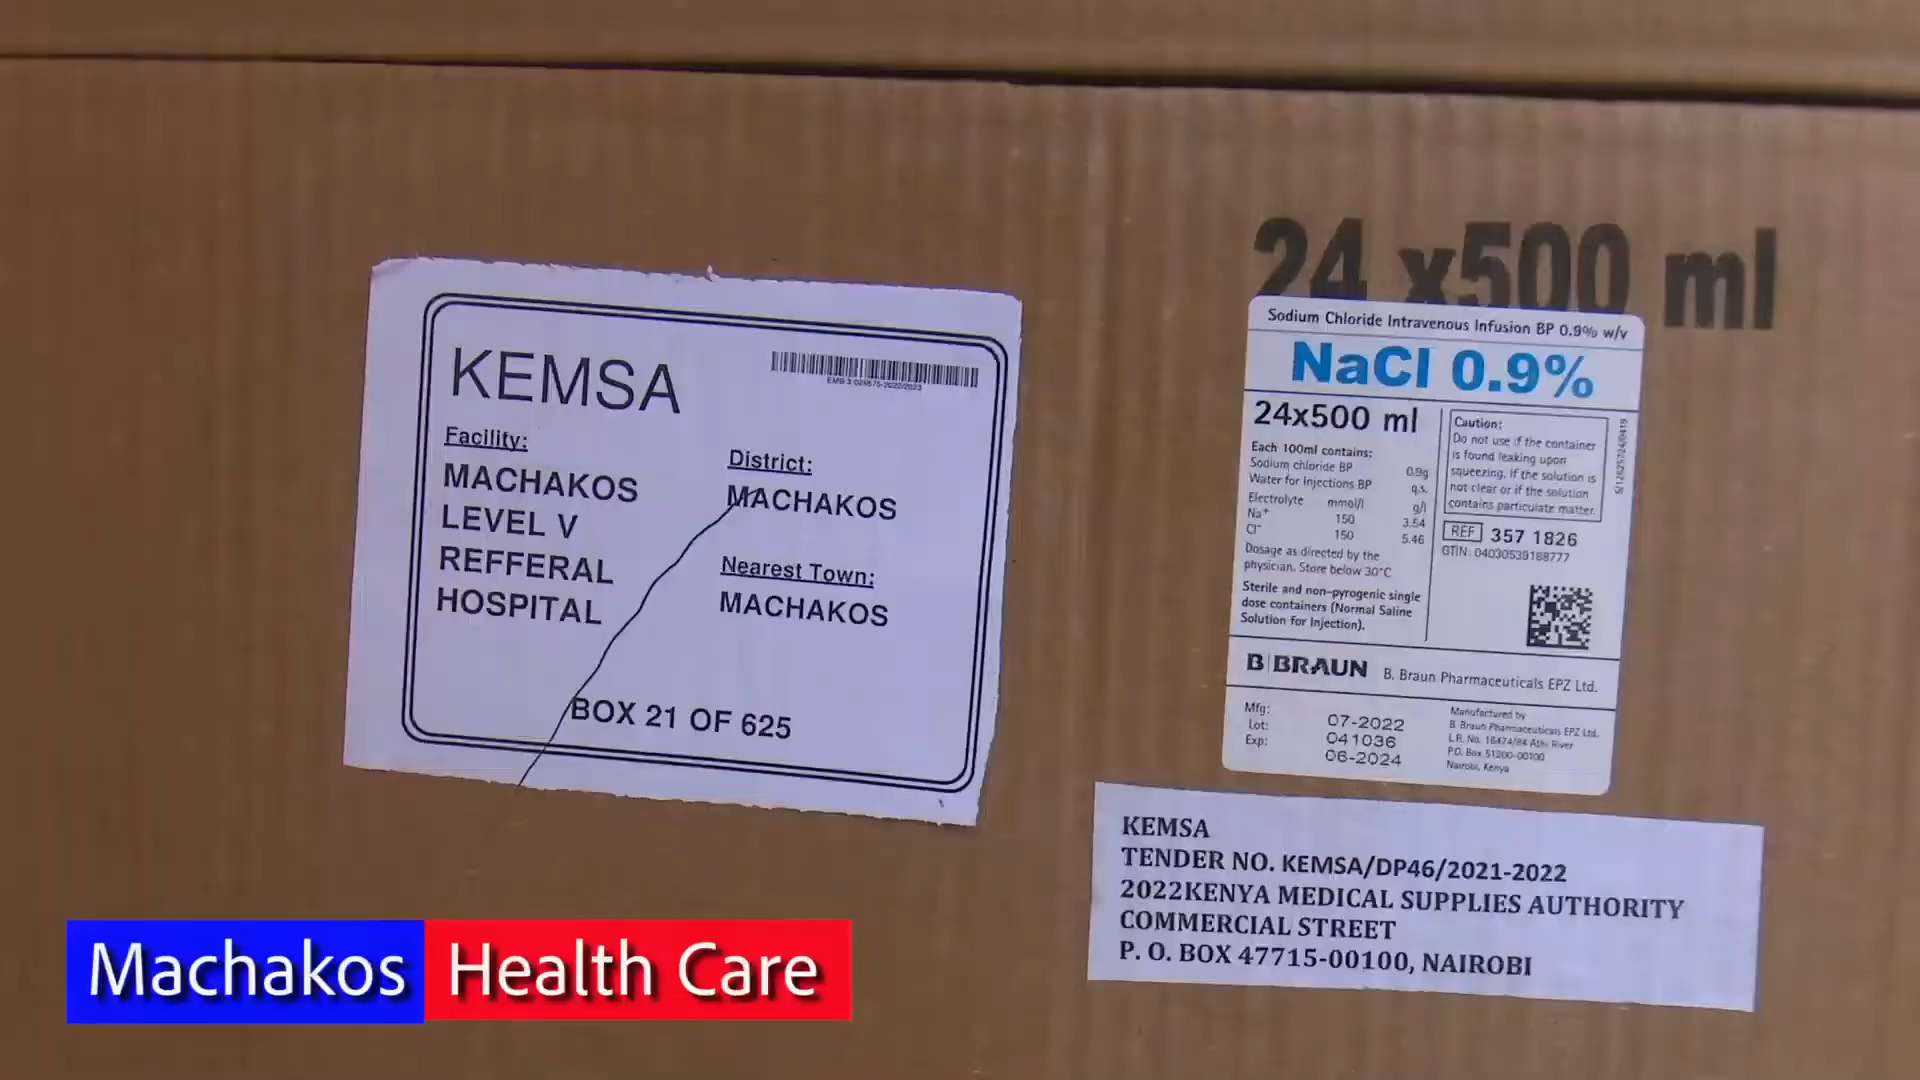 24 x500 ml
KEMSA
Facility:
MACHAKOS
LEVEL V
REFFERAL
HOSPITAL
District:
MACHAKOS
Nearest Town:
MACHAKOS
BOX 21 OF 625
Sodium Chloride Intravenous Infusion BP 0.9% w/v
NaCl 0.9%
24x500 ml
Each 100ml contains:
Sodium chloride BP 0.9g
Water for Injections BP q.s.
Electrolyte mmol/l g/l
Na+ 150 3.54
Cl- 150 5.46
Dosage as directed by the
physician. Store below 30°C
Sterile and non-pyrogenic single
dose containers (Normal Saline
Solution for Injection).
Caution:
Do not use if the container
is found leaking upon
squeezing, if the solution is
not clear or if the solution
contains particulate matter.
REF 357 1826
GTIN: 04030539188777
B|BRAUN B. Braun Pharmaceuticals EPZ Ltd.
Mfg: 07-2022
Lot: 041036
Exp: 06-2024
Manufactured by
B. Braun Pharmaceuticals EPZ Ltd.
L.R. No. 18474/84 Athi River
P.O. Box 51200-00100
Nairobi, Kenya
KEMSA
TENDER NO. KEMSA/DP46/2021-2022
2022KENYA MEDICAL SUPPLIES AUTHORITY
COMMERCIAL STREET
P. O. BOX 47715-00100, NAIROBI
Machakos Health Care